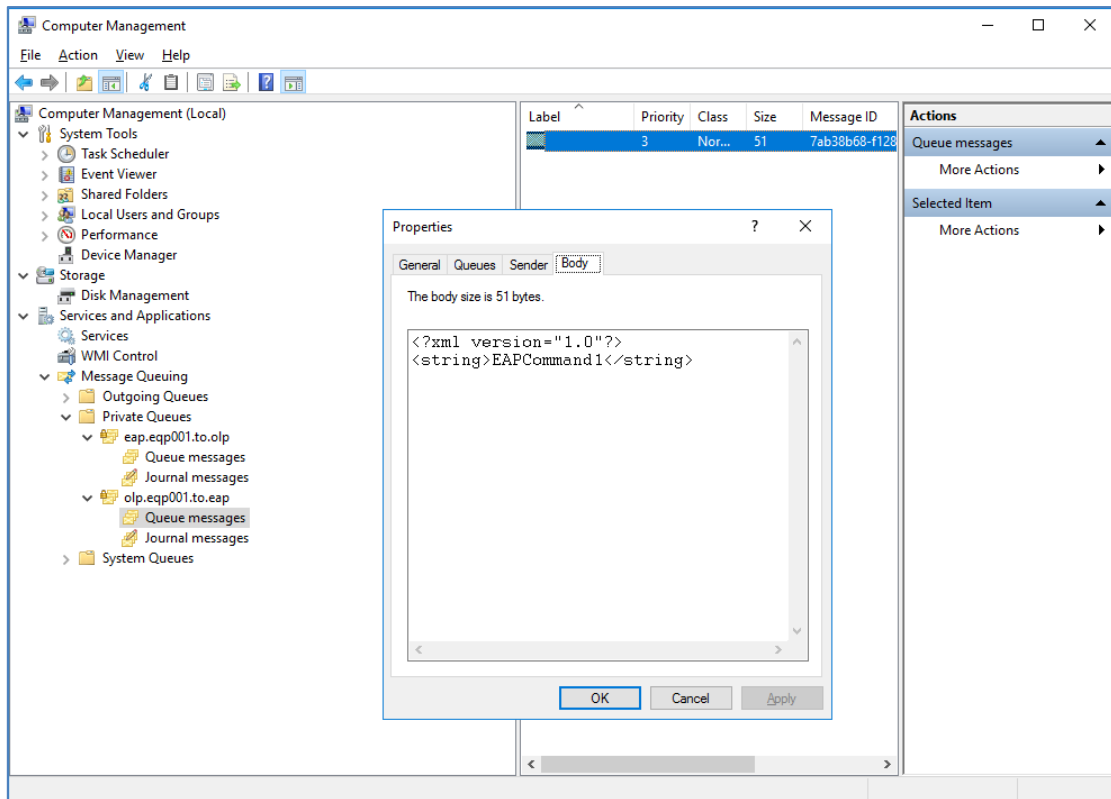 Computer Management
File Action View Help
Computer Management (Local)
System Tools
Task Scheduler
Event Viewer
Shared Folders
Local Users and Groups
Performance
Device Manager
Storage
Disk Management
Services and Applications
Services
WMI Control
Message Queuing
Outgoing Queues
Private Queues
eap.eqp001.to.olp
Queue messages
Journal messages
olp.eqp001.to.eap
Queue messages
Journal messages
System Queues
Label Priority Class Size Message ID
3 Nor... 51 7ab38b68-f128
Properties
General Queues Sender Body
The body size is 51 bytes.
<?xml version="1.0"?>
<string>EAPCommand1</string>
OK Cancel Apply
Actions
Queue messages
More Actions
Selected Item
More Actions